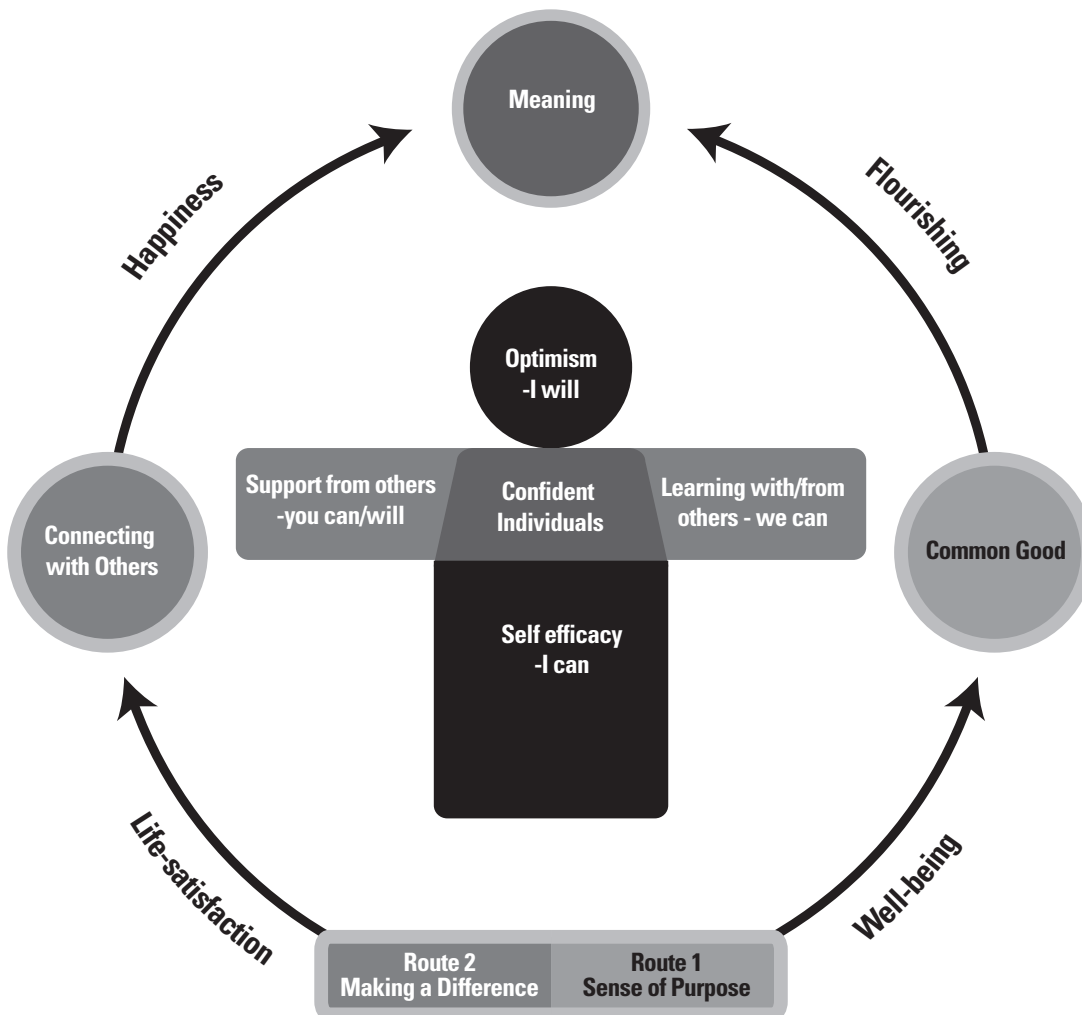 Meaning
Happiness
Flourishing
Optimism
-I will
Support from others
-you can/will
Confident
Individuals
Learning with/from
others - we can
Connecting
with Others
Common Good
Self efficacy
-I can
Life-satisfaction
Well-being
Route 2
Making a Difference
Route 1
Sense of Purpose